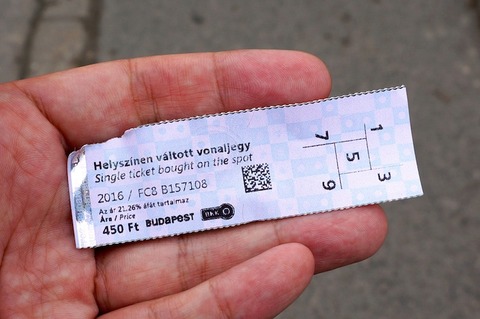 Helyszínen váltott vonaljegy
Single ticket bought on the spot
2016 / FC8 B157108
Az ár 21,26% áfát tartalmaz
Ára / Price
450 Ft BUDAPEST BKK
1 3
5
7 9